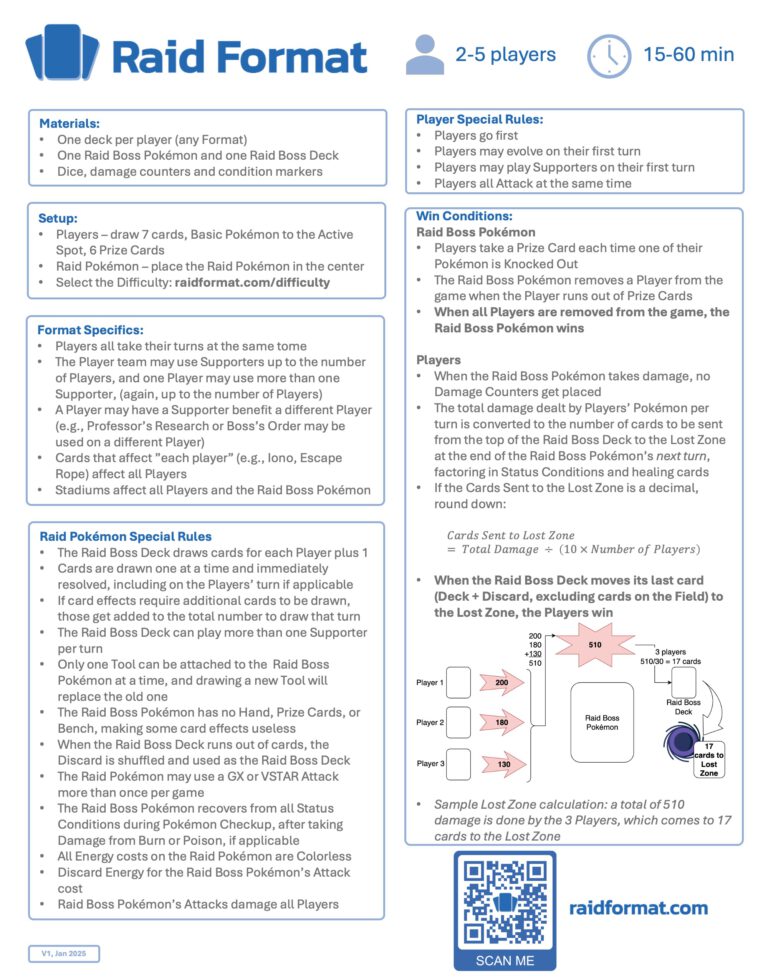 Raid Format
2-5 players
15-60 min
Materials:
• One deck per player (any Format)
• One Raid Boss Pokémon and one Raid Boss Deck
• Dice, damage counters and condition markers
Setup:
• Players – draw 7 cards, Basic Pokémon to the Active
Spot, 6 Prize Cards
• Raid Pokémon – place the Raid Pokémon in the center
• Select the Difficulty: raidformat.com/difficulty
Format Specifics:
• Players all take their turns at the same tome
• The Player team may use Supporters up to the number
of Players, and one Player may use more than one
Supporter, (again, up to the number of Players)
• A Player may have a Supporter benefit a different Player
(e.g., Professor's Research or Boss's Order may be
used on a different Player)
• Cards that affect "each player" (e.g., Iono, Escape
Rope) affect all Players
• Stadiums affect all Players and the Raid Boss Pokémon
Raid Pokémon Special Rules
• The Raid Boss Deck draws cards for each Player plus 1
• Cards are drawn one at a time and immediately
resolved, including on the Players' turn if applicable
• If card effects require additional cards to be drawn,
those get added to the total number to draw that turn
• The Raid Boss Deck can play more than one Supporter
per turn
• Only one Tool can be attached to the Raid Boss
Pokémon at a time, and drawing a new Tool will
replace the old one
• The Raid Boss Pokémon has no Hand, Prize Cards, or
Bench, making some card effects useless
• When the Raid Boss Deck runs out of cards, the
Discard is shuffled and used as the Raid Boss Deck
• The Raid Pokémon may use a GX or VSTAR Attack
more than once per game
• The Raid Boss Pokémon recovers from all Status
Conditions during Pokémon Checkup, after taking
Damage from Burn or Poison, if applicable
• All Energy costs on the Raid Pokémon are Colorless
• Discard Energy for the Raid Boss Pokémon's Attack
cost
• Raid Boss Pokémon's Attacks damage all Players
V1, Jan 2025
Player Special Rules:
• Players go first
• Players may evolve on their first turn
• Players may play Supporters on their first turn
• Players all Attack at the same time
Win Conditions:
Raid Boss Pokémon
• Players take a Prize Card each time one of their
Pokémon is Knocked Out
• The Raid Boss Pokémon removes a Player from the
game when the Player runs out of Prize Cards
• When all Players are removed from the game, the
Raid Boss Pokémon wins
Players
• When the Raid Boss Pokémon takes damage, no
Damage Counters get placed
• The total damage dealt by Players' Pokémon per
turn is converted to the number of cards to be sent
from the top of the Raid Boss Deck to the Lost Zone
at the end of the Raid Boss Pokémon's next turn,
factoring in Status Conditions and healing cards
• If the Cards Sent to the Lost Zone is a decimal,
round down:
Cards Sent to Lost Zone
= Total Damage ÷ (10 × Number of Players)
• When the Raid Boss Deck moves its last card
(Deck + Discard, excluding cards on the Field) to
the Lost Zone, the Players win
200
180
+130
510
510
3 players
510/30 = 17 cards
Player 1
200
Player 2
180
Player 3
130
Raid Boss
Pokémon
Raid Boss
Deck
17
cards to
Lost
Zone
• Sample Lost Zone calculation: a total of 510
damage is done by the 3 Players, which comes to 17
cards to the Lost Zone
SCAN ME
raidformat.com